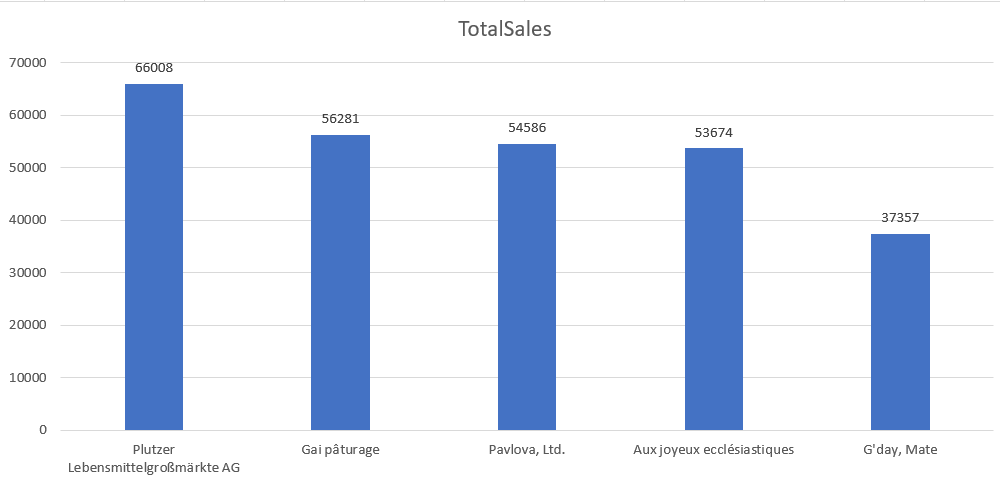 TotalSales
70000
60000
50000
40000
30000
20000
10000
0
66008
56281
54586
53674
37357
Plutzer
Lebensmittelgroßmärkte AG
Gai pâturage
Pavlova, Ltd.
Aux joyeux ecclésiastiques
G'day, Mate